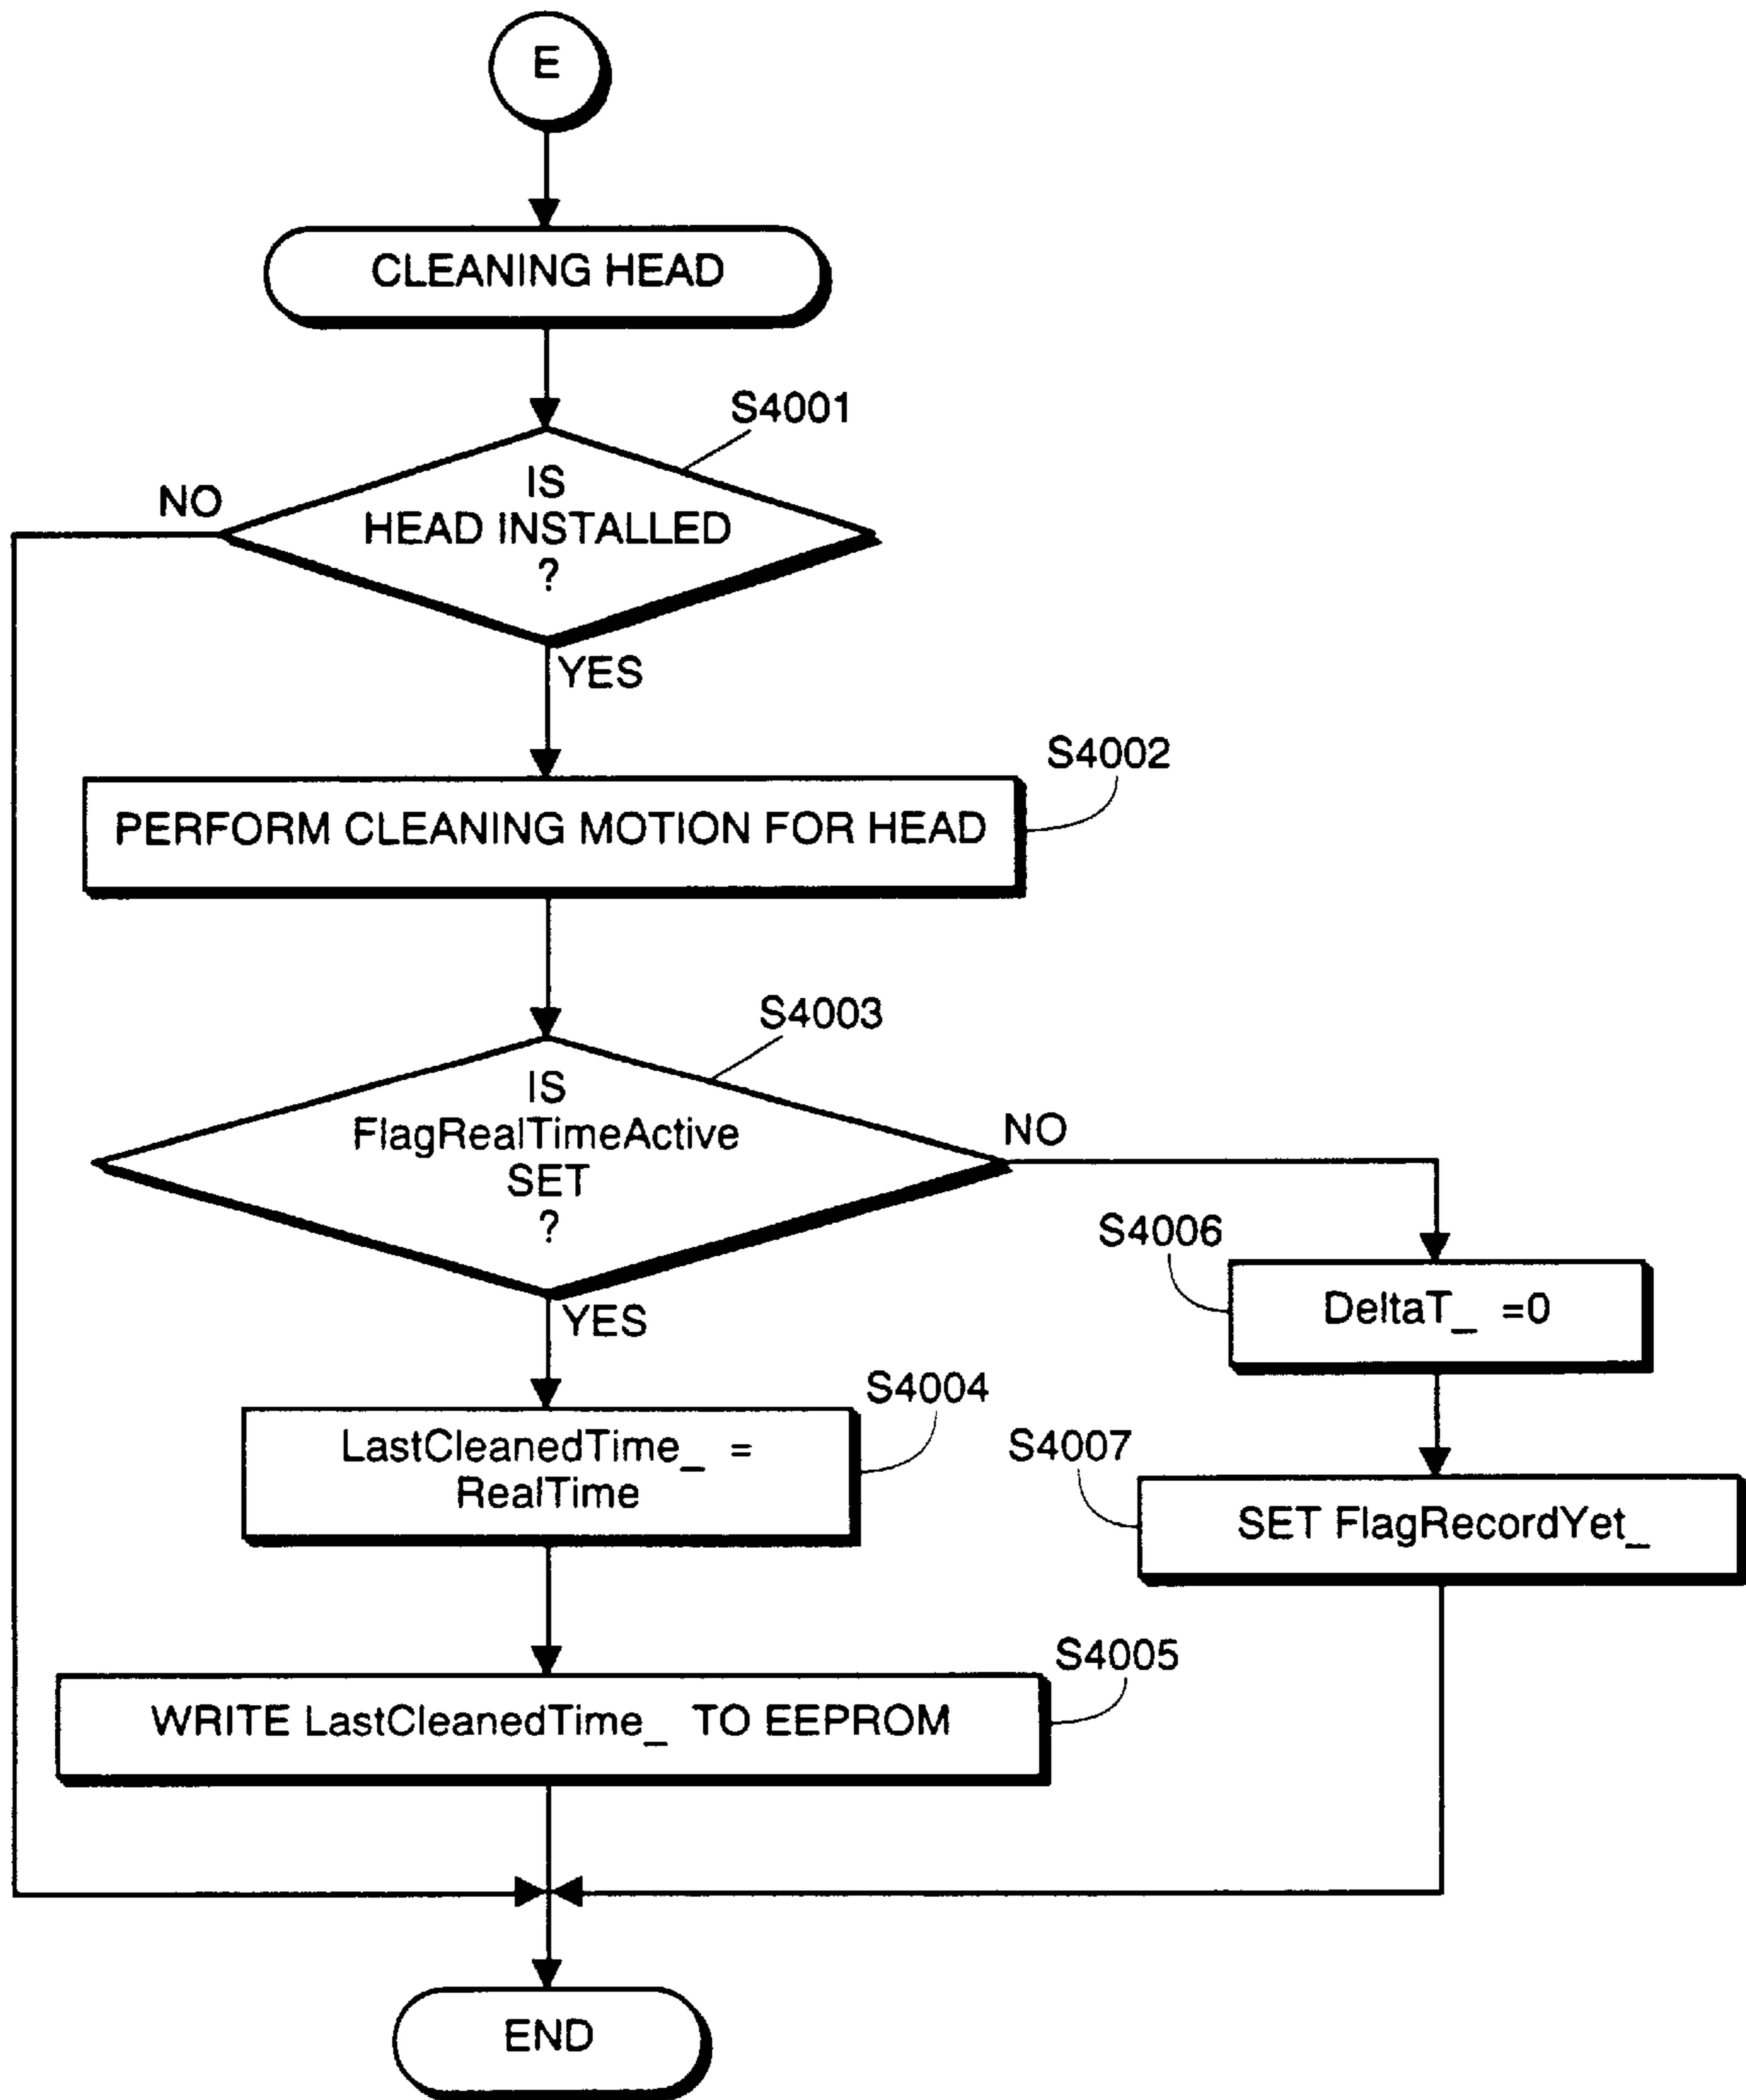 E
CLEANING HEAD
S4001
IS
HEAD INSTALLED
?
NO
YES
S4002
PERFORM CLEANING MOTION FOR HEAD
S4003
IS
FlagRealTimeActive
SET
?
NO
YES
S4006
DeltaT_ =0
S4004
LastCleanedTime_ =
RealTime
S4007
SET FlagRecordYet_
S4005
WRITE LastCleanedTime_ TO EEPROM
END